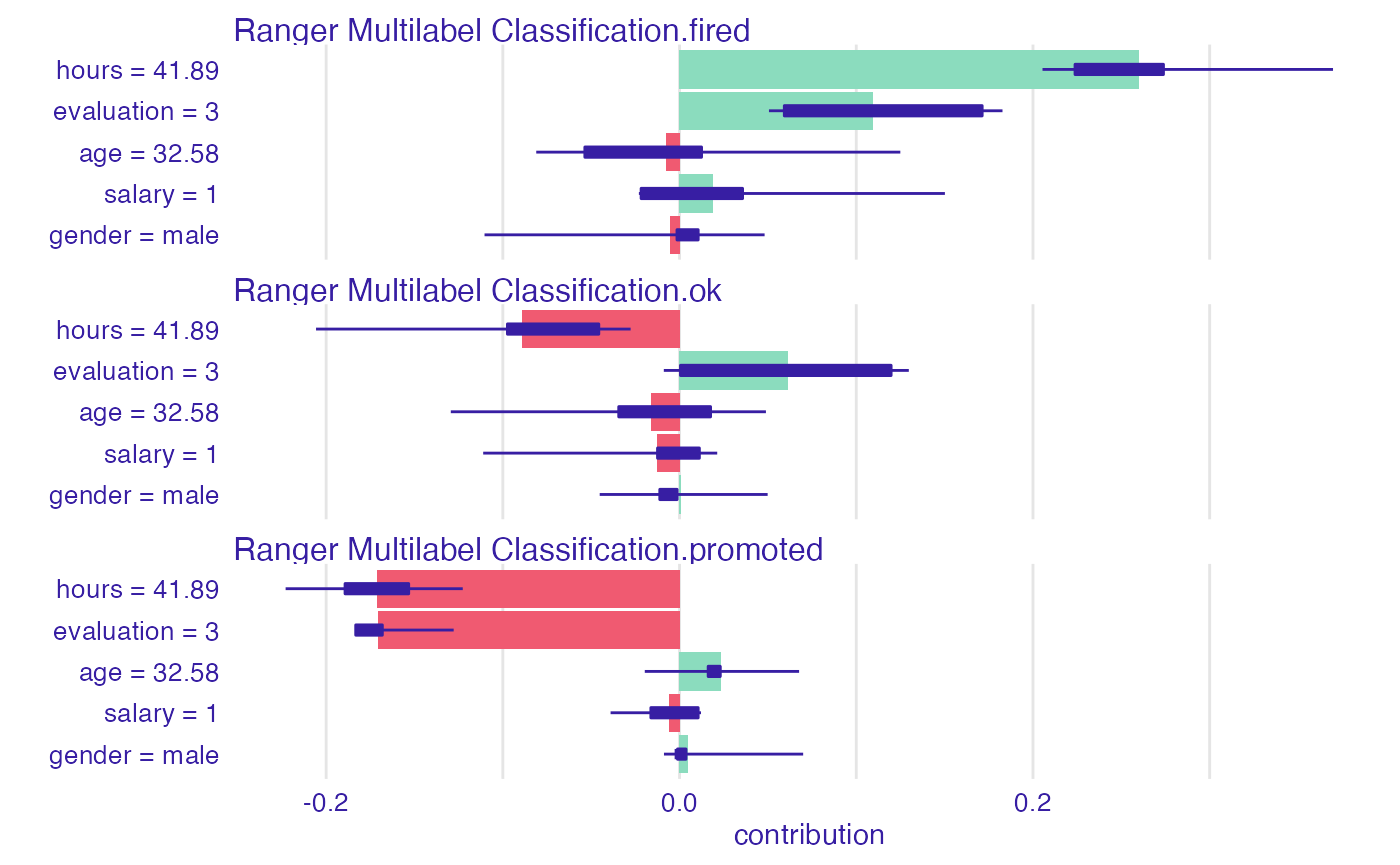 Ranger Multilabel Classification.fired
hours = 41.89
evaluation = 3
age = 32.58
salary = 1
gender = male
Ranger Multilabel Classification.ok
hours = 41.89
evaluation = 3
age = 32.58
salary = 1
gender = male
Ranger Multilabel Classification.promoted
hours = 41.89
evaluation = 3
age = 32.58
salary = 1
gender = male
-0.2 0.0 0.2
contribution